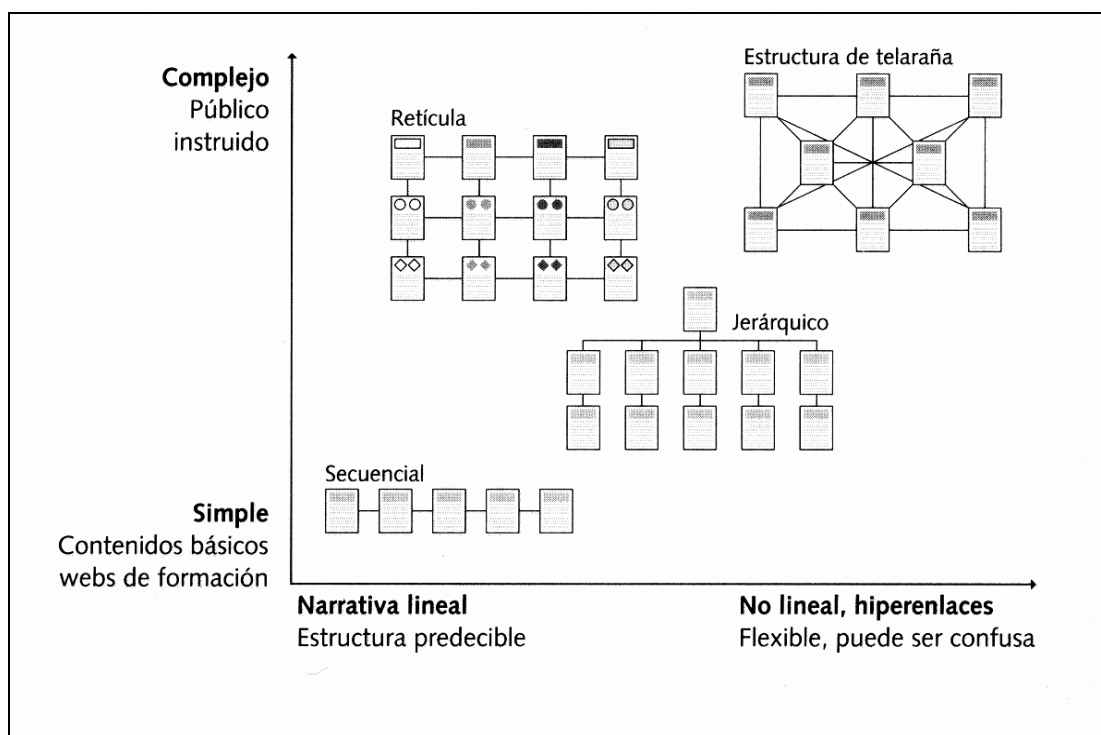 Complejo
Público
instruido
Retícula
Estructura de telaraña
Jerárquico
Secuencial
Simple
Contenidos básicos
webs de formación
Narrativa lineal
Estructura predecible
No lineal, hiperenlaces
Flexible, puede ser confusa